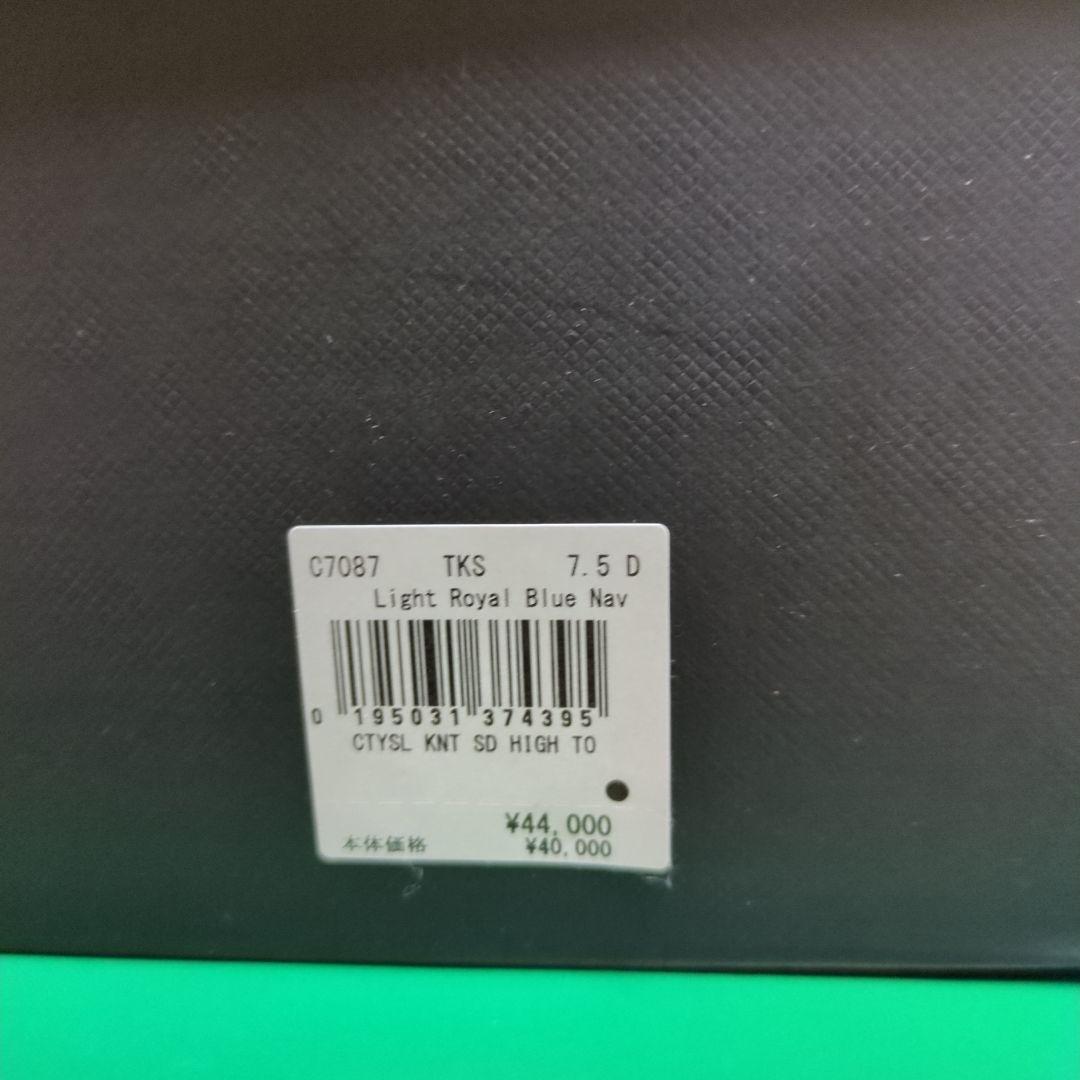 C7087 TKS 7.5 D
Light Royal Blue Nav
0 195031 374395
CTYSL KNT SD HIGH TO
¥44,000
本体価格 ¥40,000